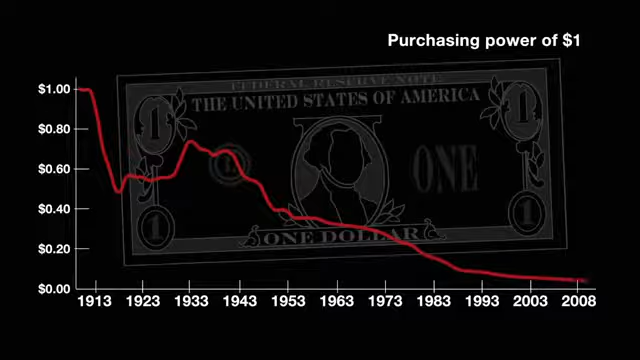 Purchasing power of $1
$1.00
$0.80
$0.60
$0.40
$0.20
$0.00
FEDERAL RESERVE NOTE
THE UNITED STATES OF AMERICA
1
1
ONE
1
1
ONE DOLLAR
1913 1923 1933 1943 1953 1963 1973 1983 1993 2003 2008